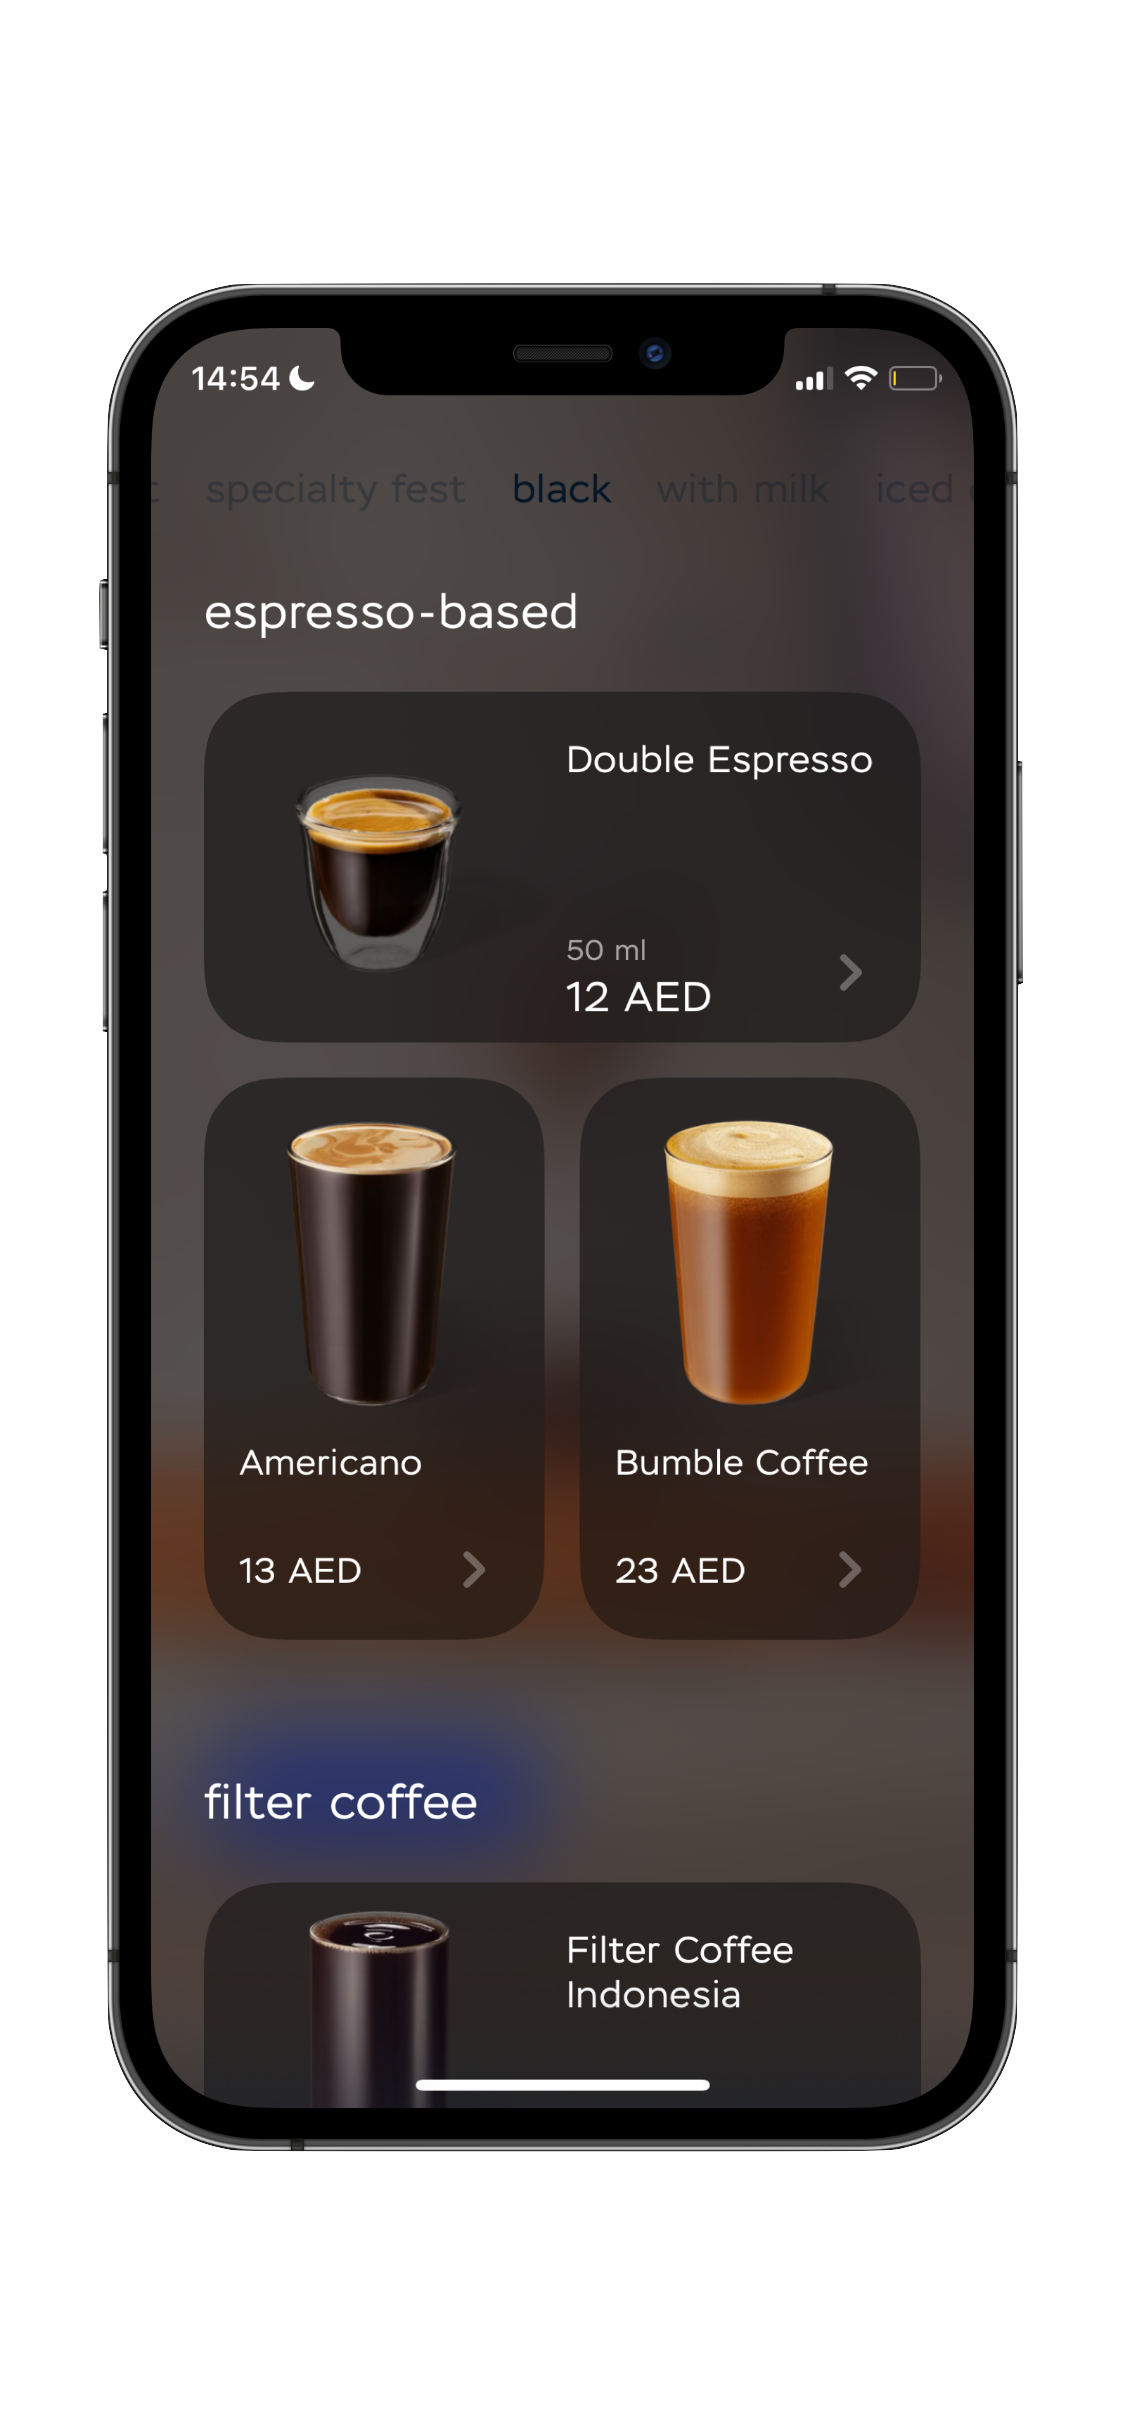 14:54
specialty fest black with milk iced
espresso-based
Double Espresso
50 ml
12 AED
Americano
Bumble Coffee
13 AED
23 AED
filter coffee
Filter Coffee
Indonesia